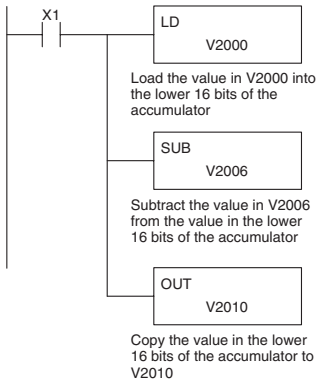 X1
LD
V2000
Load the value in V2000 into
the lower 16 bits of the
accumulator
SUB
V2006
Subtract the value in V2006
from the value in the lower
16 bits of the accumulator
OUT
V2010
Copy the value in the lower
16 bits of the accumulator to
V2010